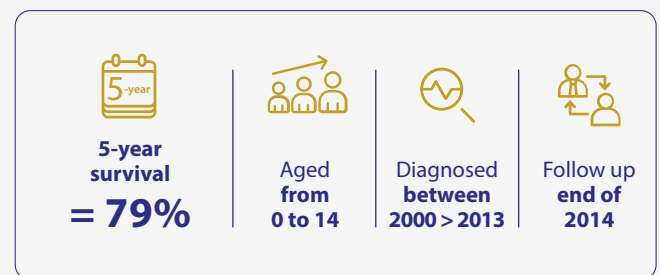 5-year
5-year
survival
= 79%
Aged
from
0 to 14
Diagnosed
between
2000 > 2013
Follow up
end of
2014